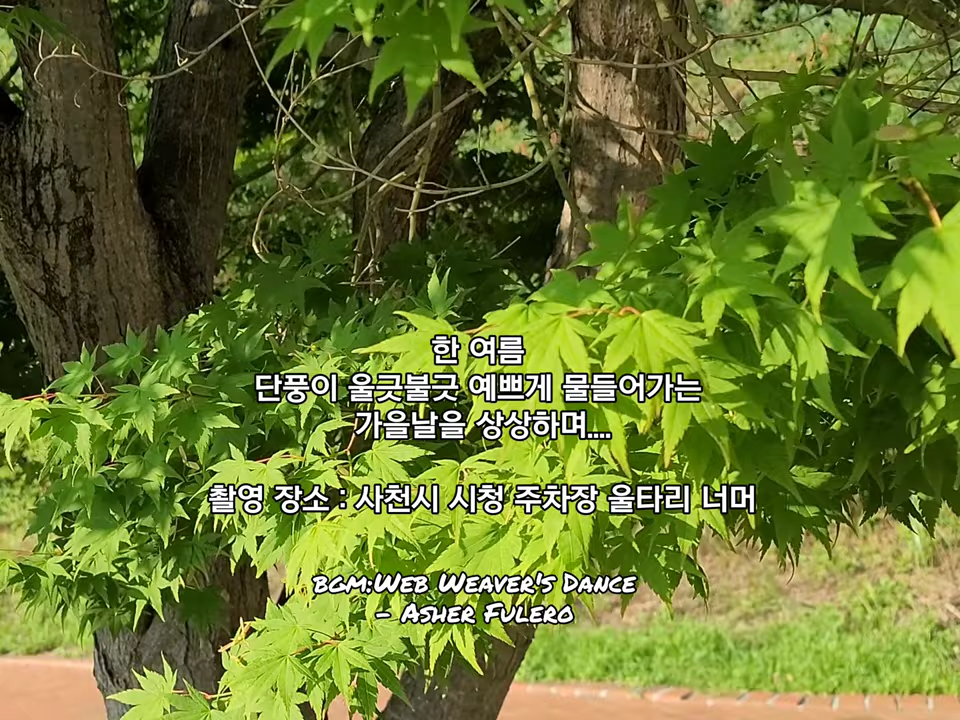 한 여름
단풍이 울긋불긋 예쁘게 물들어가는
가을날을 상상하며....
촬영 장소 : 사천시 시청 주차장 울타리 너머
BGM:WEB WEAVER'S DANCE
- ASHER FULERO